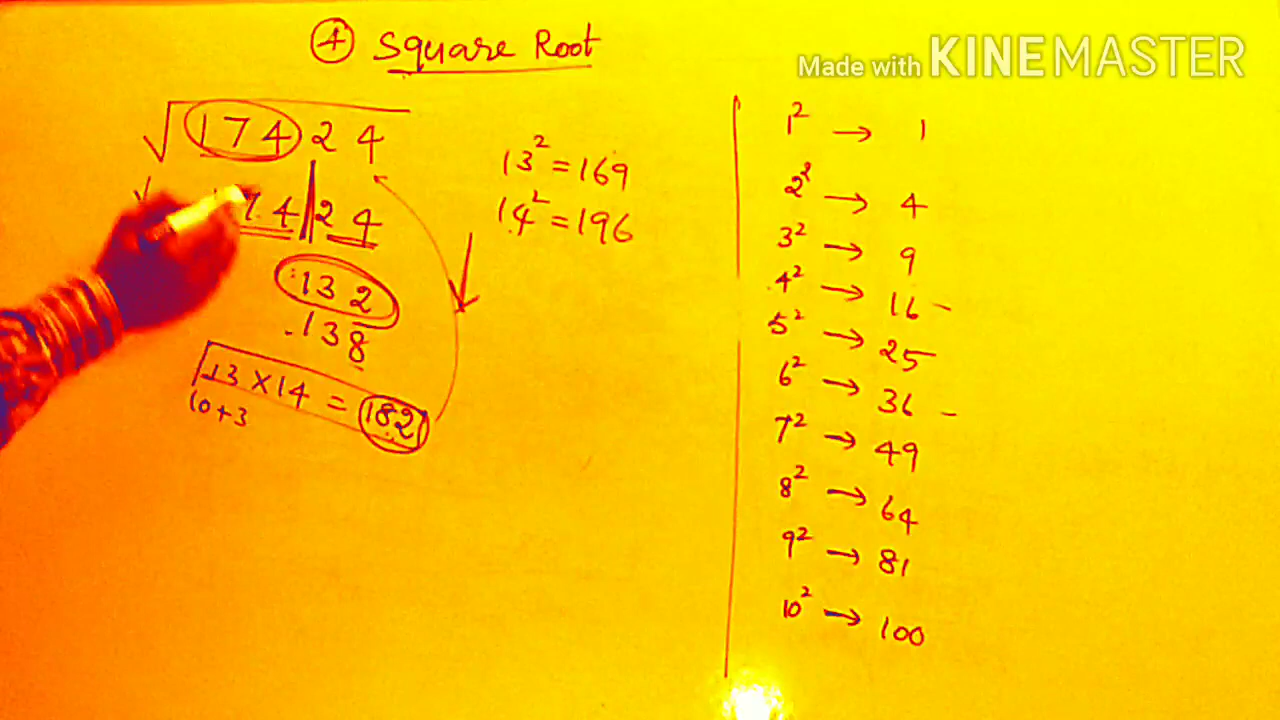 ④ Square Root
Made with KINEMASTER
√17424
√ 74|24
132
138
13 × 14 = 182
10 + 3
13² = 169
14² = 196
1² → 1
2² → 4
3² → 9
4² → 16
5² → 25
6² → 36
7² → 49
8² → 64
9² → 81
10² → 100